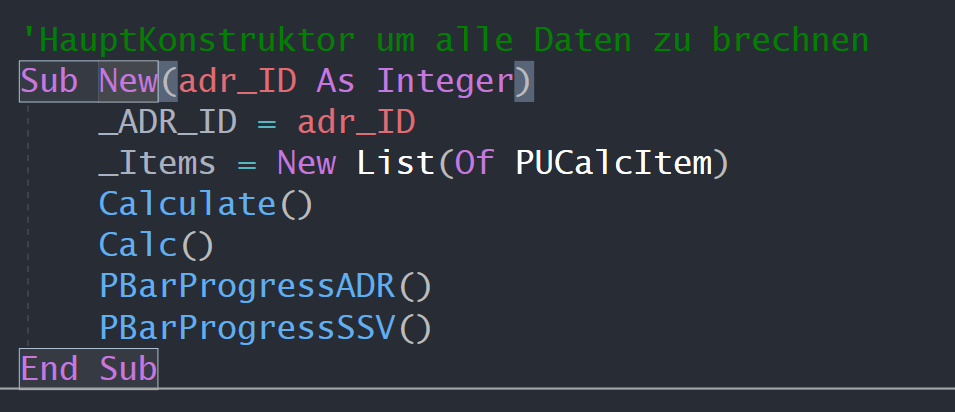 'HauptKonstruktor um alle Daten zu brechnen
Sub New(adr_ID As Integer)
_ADR_ID = adr_ID
_Items = New List(Of PUCalcItem)
Calculate()
Calc()
PBarProgressADR()
PBarProgressSSV()
End Sub